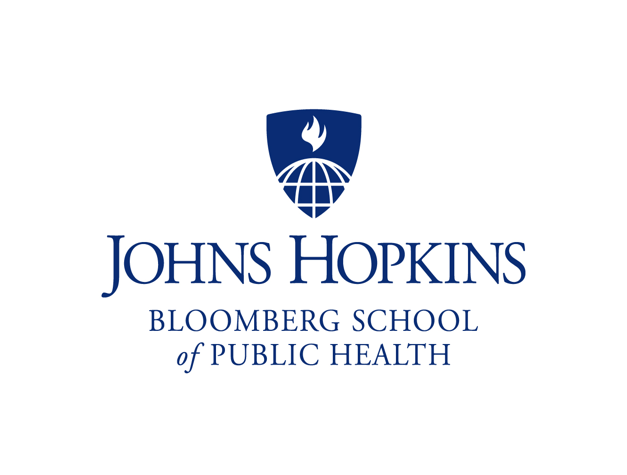 JOHNS HOPKINS
BLOOMBERG SCHOOL
of PUBLIC HEALTH